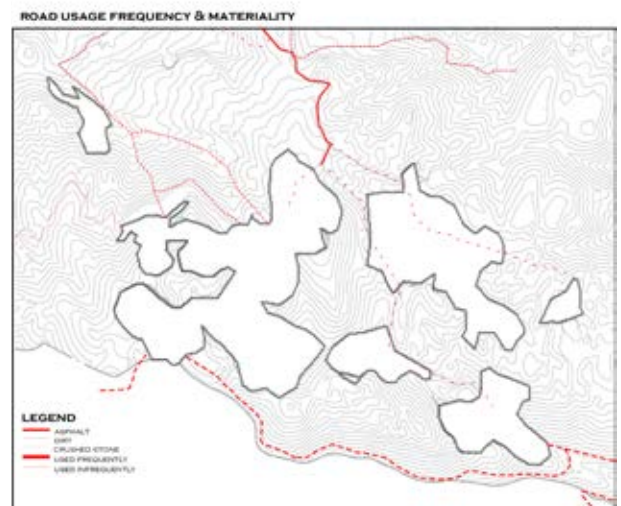 ROAD USAGE FREQUENCY & MATERIALITY
LEGEND
ASPHALT
DIRT
CRUSHED STONE
USED FREQUENTLY
USED INFREQUENTLY